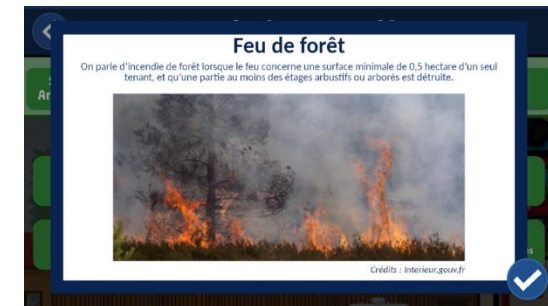 Feu de forêt
On parle d'incendie de forêt lorsque le feu concerne une surface minimale de 0,5 hectare d'un seul
tenant, et qu'une partie au moins des étages arbustifs ou arborés est détruite.
Crédits : Interieur.gouv.fr